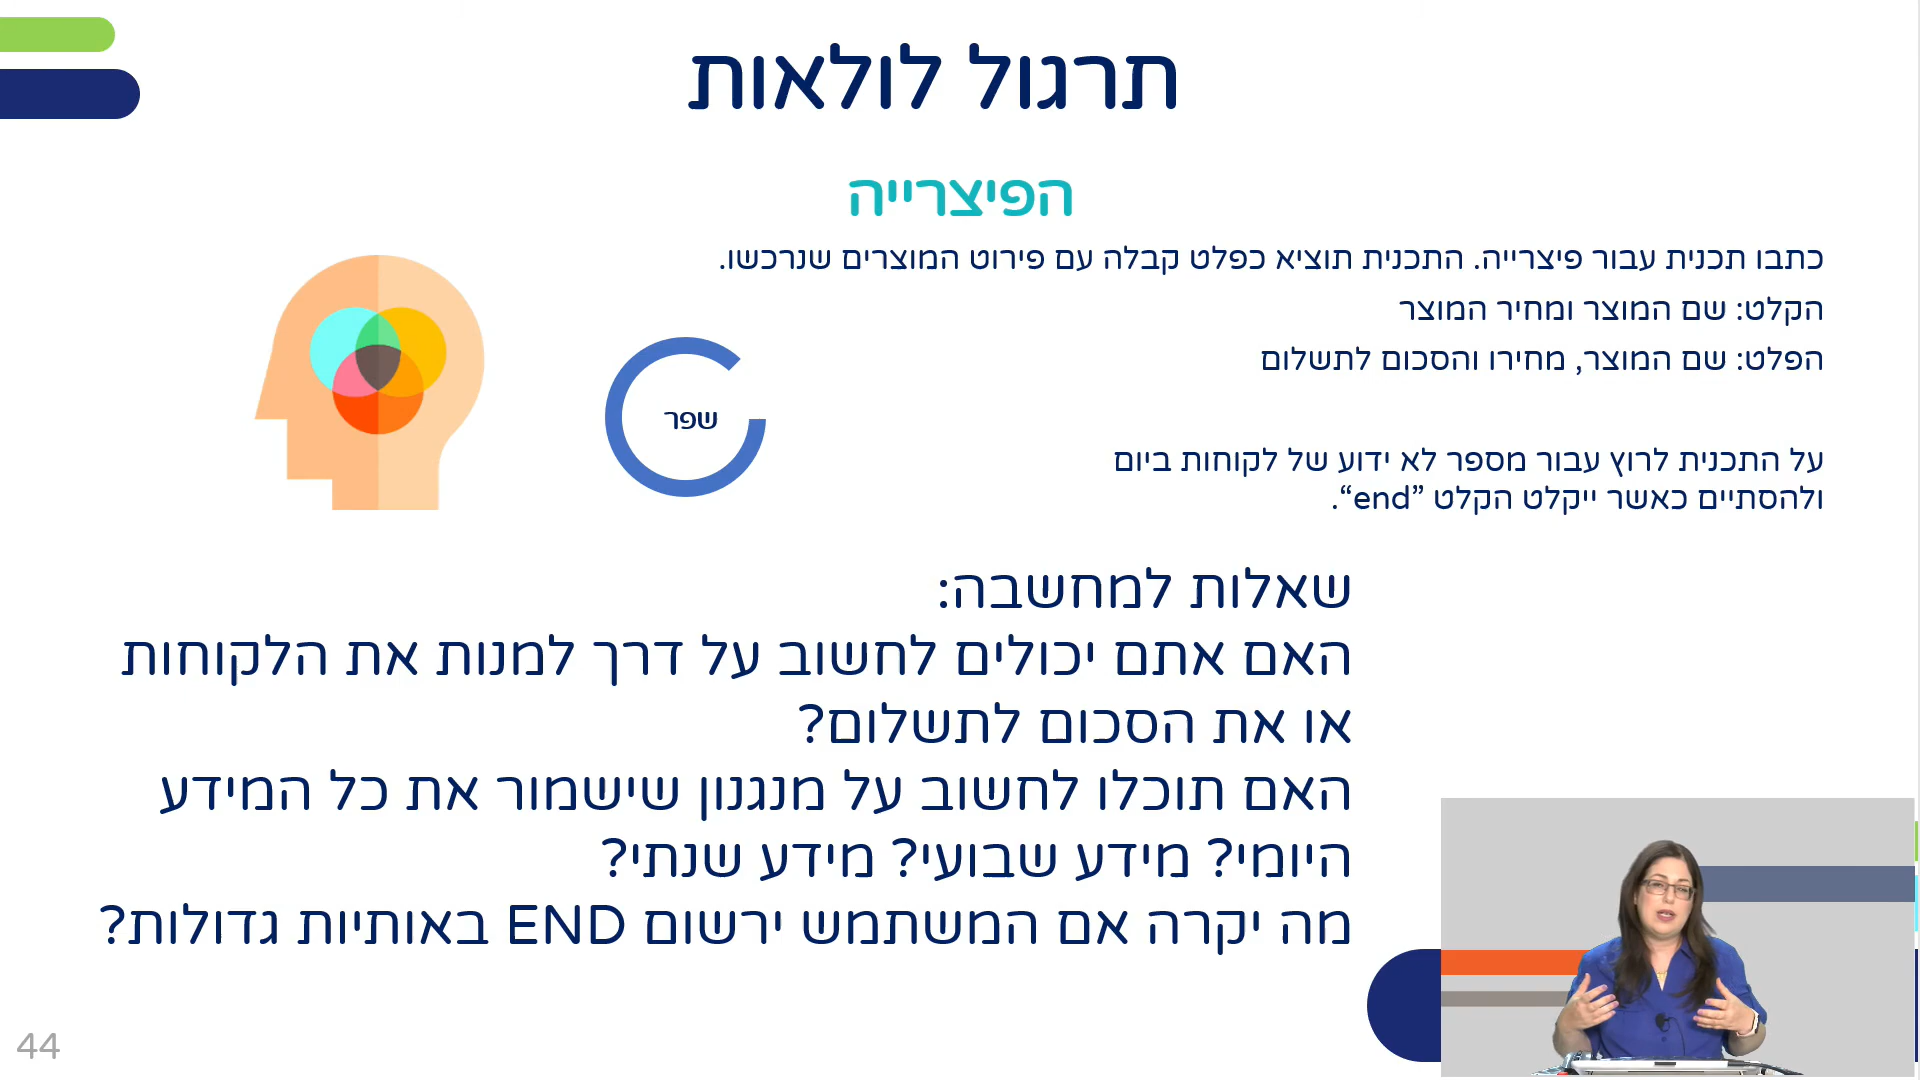 תרגול לולאות
הפיצרייה
כתבו תכנית עבור פיצרייה. התכנית תוציא כפלט קבלה עם פירוט המוצרים שנרכשו.
הקלט: שם המוצר ומחיר המוצר
הפלט: שם המוצר, מחירו והסכום לתשלום
שפר
על התכנית לרוץ עבור מספר לא ידוע של לקוחות ביום
ולהסתיים כאשר ייקלט הקלט ”end“.
שאלות למחשבה:
האם אתם יכולים לחשוב על דרך למנות את הלקוחות
או את הסכום לתשלום?
האם תוכלו לחשוב על מנגנון שישמור את כל המידע
היומי? מידע שבועי? מידע שנתי?
מה יקרה אם המשתמש ירשום END באותיות גדולות?
44